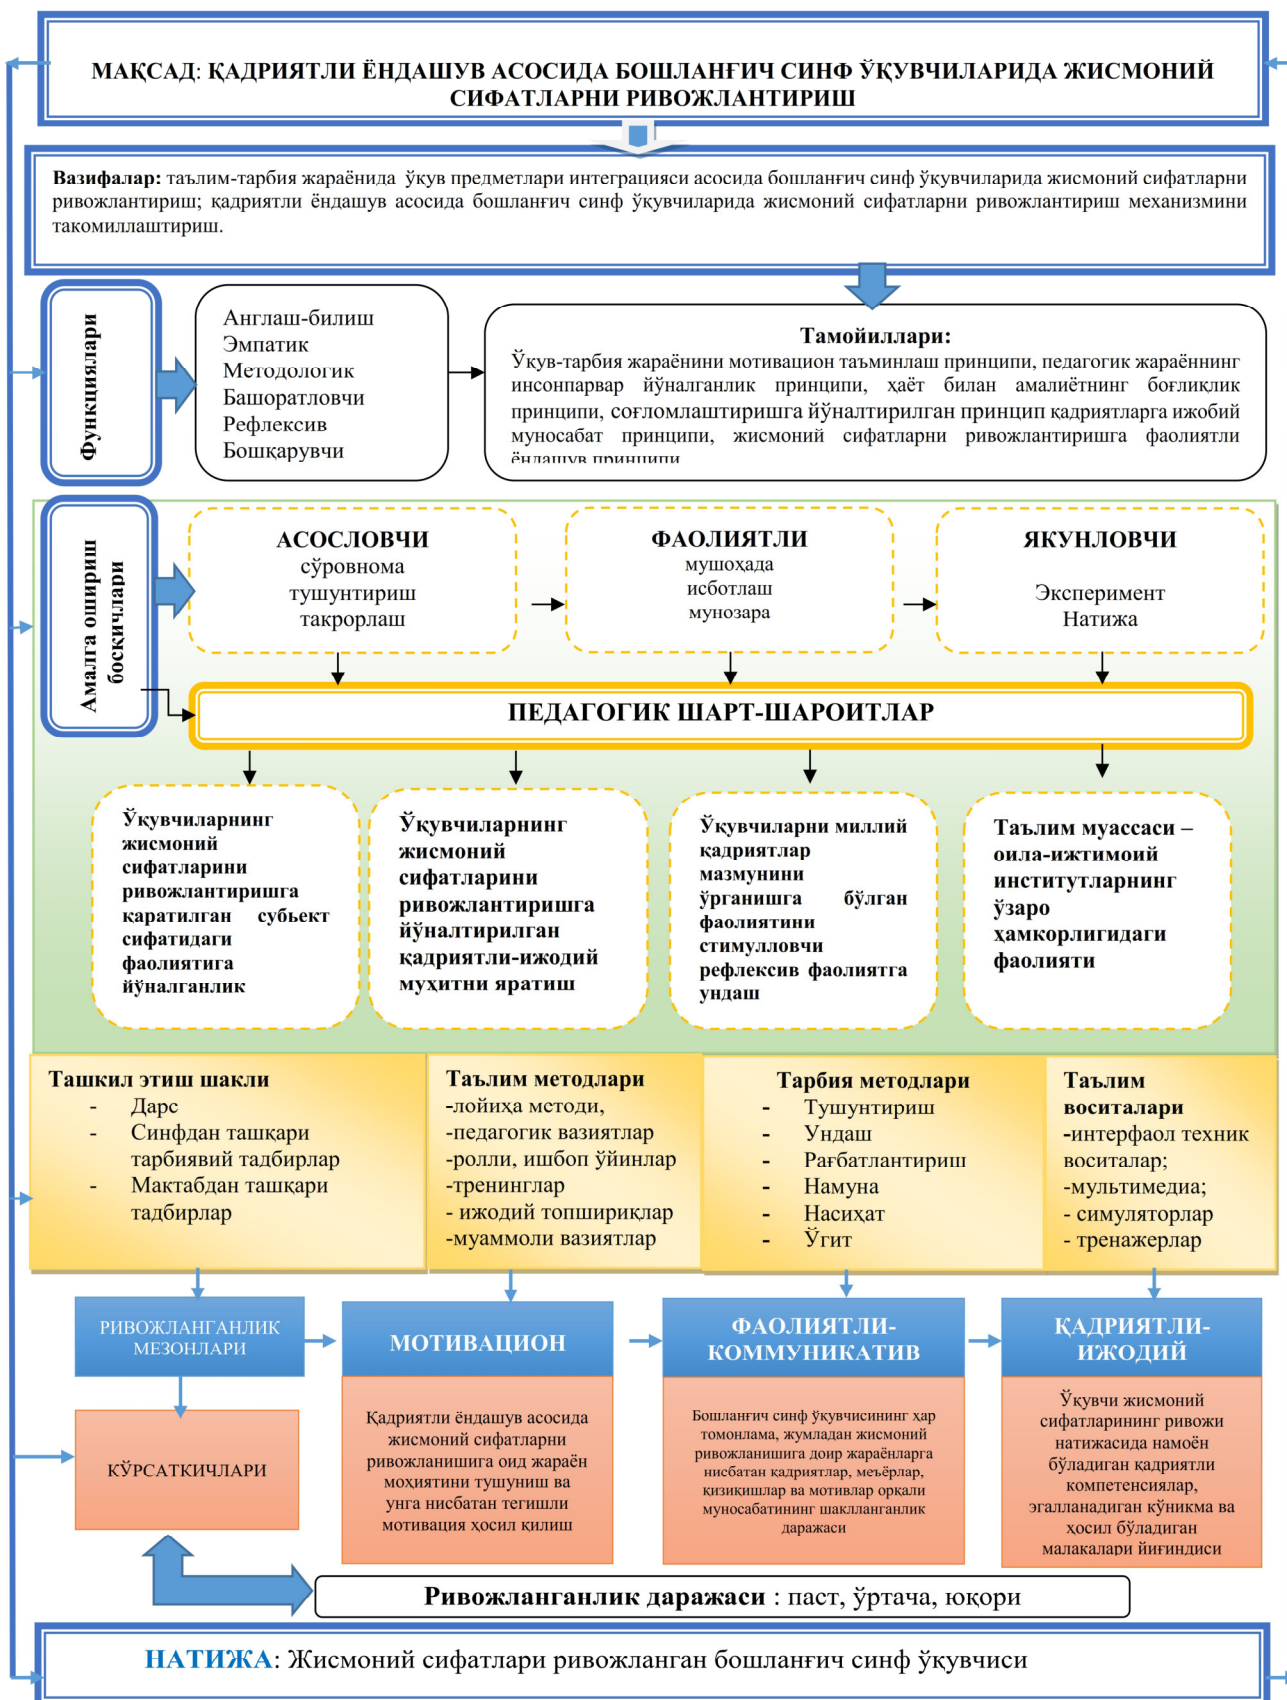 МАҚСАД: ҚАДРИЯТЛИ ЁНДАШУВ АСОСИДА БОШЛАНҒИЧ СИНФ ЎҚУВЧИЛАРИДА ЖИСМОНИЙ
СИФАТЛАРНИ РИВОЖЛАНТИРИШ
Вазифалар: таълим-тарбия жараёнида ўқув предметлари интеграцияси асосида бошланғич синф ўқувчиларида жисмоний сифатларни
ривожлантириш; қадриятли ёндашув асосида бошланғич синф ўқувчиларида жисмоний сифатларни ривожлантириш механизмини
такомиллаштириш.
Функциялари
Англаш-билиш
Эмпатик
Методологик
Башоратловчи
Рефлексив
Бошқарувчи
Тамойиллари:
Ўқув-тарбия жараёнини мотивацион таъминлаш принципи, педагогик жараённинг
инсонпарвар йўналганлик принципи, ҳаёт билан амалиётнинг боғлиқлик
принципи, соғломлаштиришга йўналтирилган принцип қадриятларга ижобий
муносабат принципи, жисмоний сифатларни ривожлантиришга фаолиятли
ёндашув принципи
Амалга ошириш
босқичлари
АСОСЛОВЧИ
сўровнома
тушунтириш
такрорлаш
ФАОЛИЯТЛИ
мушоҳада
исботлаш
мунозара
ЯКУНЛОВЧИ
Эксперимент
Натижа
ПЕДАГОГИК ШАРТ-ШАРОИТЛАР
Ўқувчиларнинг
жисмоний
сифатларини
ривожлантиришга
қаратилган субьект
сифатидаги
фаолиятига
йўналганлик
Ўқувчиларнинг
жисмоний
сифатларини
ривожлантиришга
йўналтирилган
қадриятли-ижодий
муҳитни яратиш
Ўқувчиларни миллий
қадриятлар
мазмунини
ўрганишга бўлган
фаолиятини
стимулловчи
рефлексив фаолиятга
ундаш
Таълим муассаси –
оила-ижтимоий
институтларнинг
ўзаро
ҳамкорлигидаги
фаолияти
Ташкил этиш шакли
- Дарс
- Синфдан ташқари
тарбиявий тадбирлар
- Мактабдан ташқари
тадбирлар
Таълим методлари
-лойиҳа методи,
-педагогик вазиятлар
-ролли, ишбоп ўйинлар
-тренинглар
- ижодий топшириқлар
-муаммоли вазиятлар
Тарбия методлари
- Тушунтириш
- Ундаш
- Рағбатлантириш
- Намуна
- Насиҳат
- Ўгит
Таълим
воситалари
-интерфаол техник
воситалар;
-мультимедиа;
- симуляторлар
- тренажерлар
РИВОЖЛАНГАНЛИК
МЕЗОНЛАРИ
МОТИВАЦИОН
ФАОЛИЯТЛИ-
КОММУНИКАТИВ
ҚАДРИЯТЛИ-
ИЖОДИЙ
КЎРСАТКИЧЛАРИ
Қадриятли ёндашув асосида
жисмоний сифатларни
ривожланишига оид жараён
моҳиятини тушуниш ва
унга нисбатан тегишли
мотивация ҳосил қилиш
Бошланғич синф ўқувчисининг ҳар
томонлама, жумладан жисмоний
ривожланишига доир жараёнларга
нисбатан қадриятлар, меъёрлар,
қизиқишлар ва мотивлар орқали
муносабатининг шаклланганлик
даражаси
Ўқувчи жисмоний
сифатларининг ривожи
натижасида намоён
бўладиган қадриятли
компетенсиялар,
эгалланадиган кўникма ва
ҳосил бўладиган
малакалари йиғиндиси
Ривожланганлик даражаси : паст, ўртача, юқори
НАТИЖА: Жисмоний сифатлари ривожланган бошланғич синф ўқувчиси